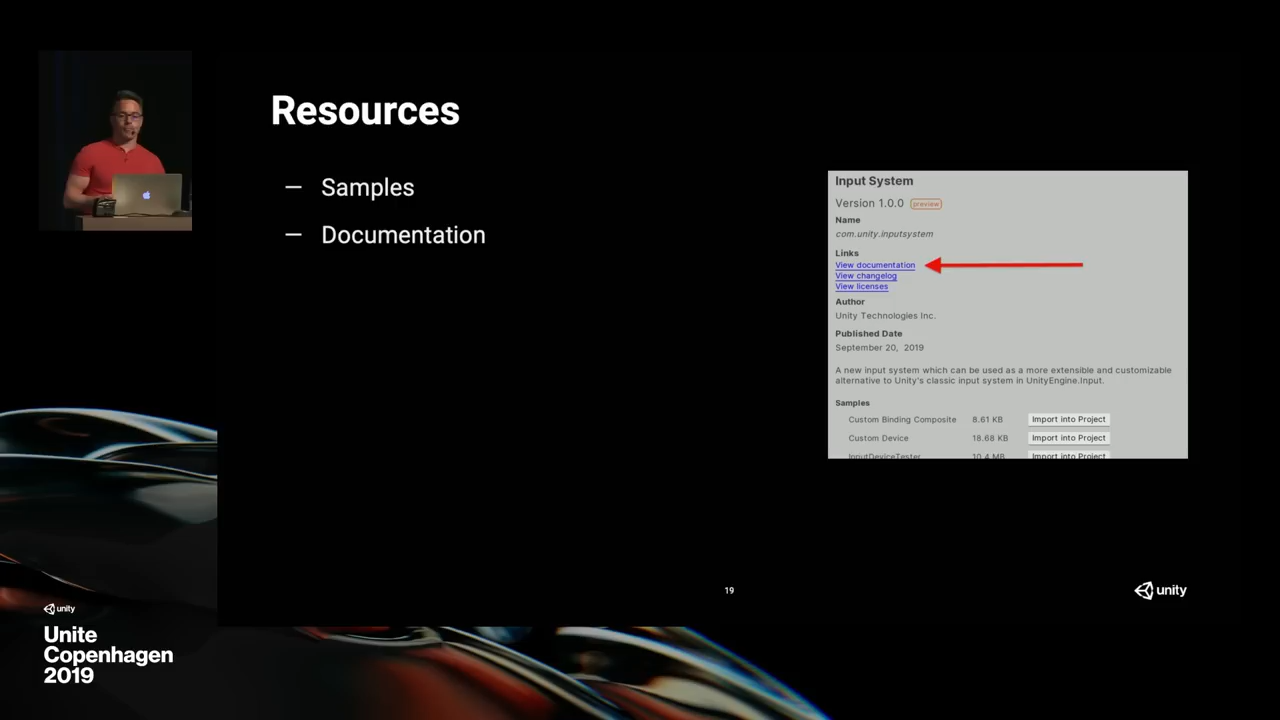 Resources
— Samples
— Documentation
Input System
Version 1.0.0 preview
Name
com.unity.inputsystem
Links
View documentation
View changelog
View licenses
Author
Unity Technologies Inc.
Published Date
September 20, 2019
A new input system which can be used as a more extensible and customizable
alternative to Unity's classic input system in UnityEngine.Input.
Samples
Custom Binding Composite 8.61 KB Import into Project
Custom Device 18.68 KB Import into Project
InputDeviceTester 10.4 MB Import into Project
19
unity
unity
Unite
Copenhagen
2019